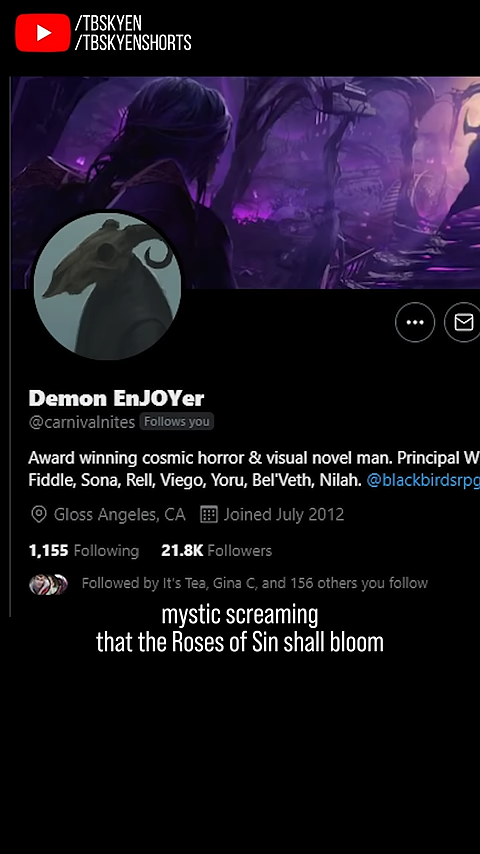 /TBSKYEN
/TBSKYENSHORTS
Demon EnJOYer
@carnivalnites Follows you
Award winning cosmic horror & visual novel man. Principal W
Fiddle, Sona, Rell, Viego, Yoru, Bel'Veth, Nilah. @blackbirdsrpg
Gloss Angeles, CA Joined July 2012
1,155 Following 21.8K Followers
Followed by It's Tea, Gina C, and 156 others you follow
mystic screaming
that the Roses of Sin shall bloom